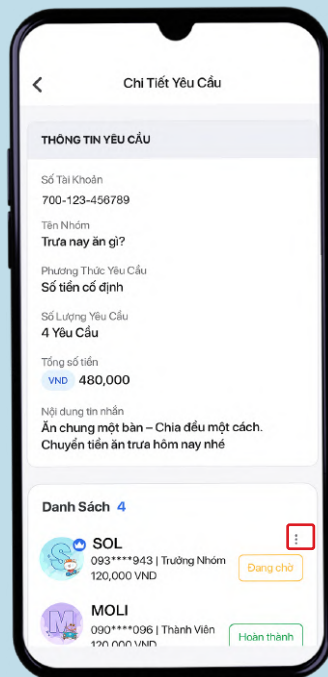 Chi Tiết Yêu Cầu
THÔNG TIN YÊU CẦU
Số Tài Khoản
700-123-456789
Tên Nhóm
Trưa nay ăn gì?
Phương Thức Yêu Cầu
Số tiền cố định
Số Lượng Yêu Cầu
4 Yêu Cầu
Tổng số tiền
VND 480,000
Nội dung tin nhắn
Ăn chung một bàn – Chia đều một cách.
Chuyển tiền ăn trưa hôm nay nhé
Danh Sách 4
S
SOL
093****943 | Trưởng Nhóm
120,000 VND
Đang chờ
M
MOLI
090****096 | Thành Viên
120,000 VND
Hoàn thành